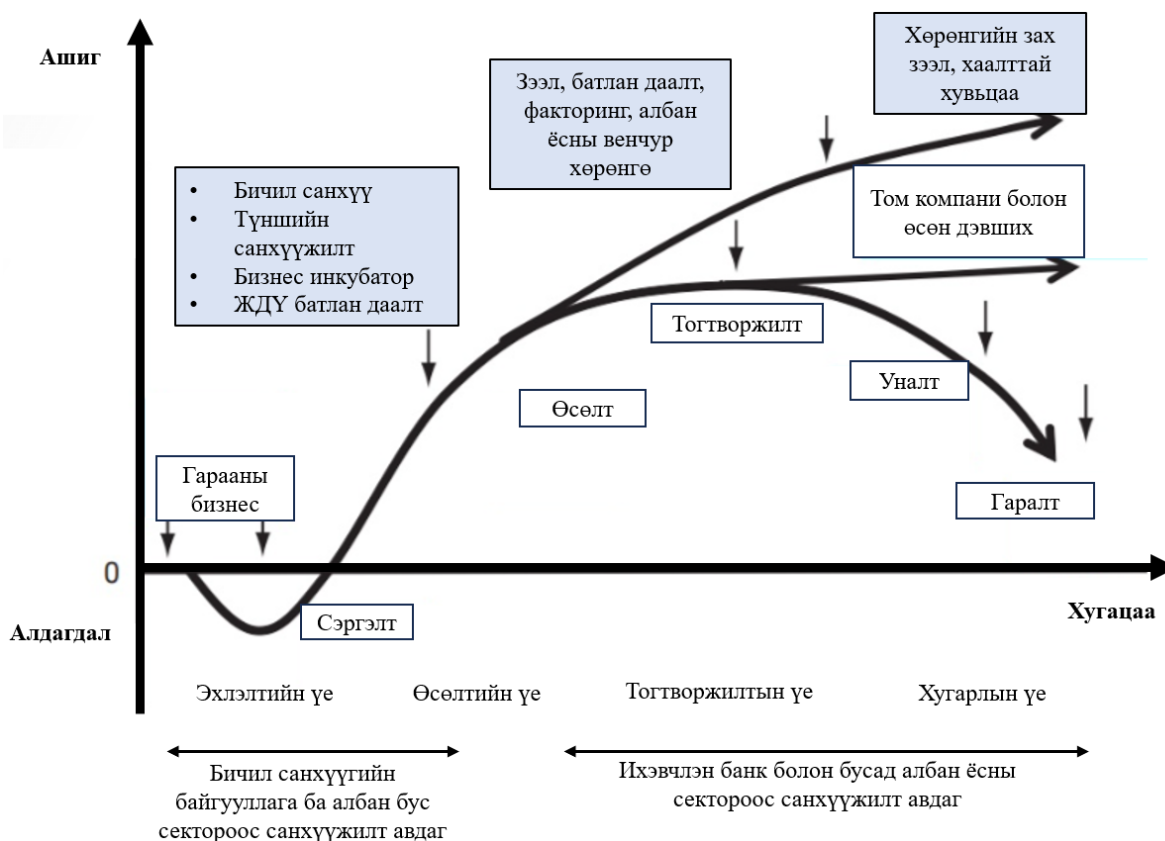 Ашиг
Хөрөнгийн зах
зээл, хаалттай
хувьцаа
Зээл, батлан даалт,
факторинг, албан
ёсны венчур
хөрөнгө
• Бичил санхүү
• Түншийн
санхүүжилт
• Бизнес инкубатор
• ЖДҮ батлан даалт
Том компани болон
өсөн дэвших
Тогтворжилт
Уналт
Өсөлт
Гарааны
бизнес
Гаралт
0
Алдагдал
Сэргэлт
Хугацаа
Эхлэлтийн үе
Өсөлтийн үе
Тогтворжилтын үе
Хугарлын үе
Бичил санхүүгийн
байгууллага ба албан бус
сектороос санхүүжилт авдаг
Ихэвчлэн банк болон бусад албан ёсны
сектороос санхүүжилт авдаг